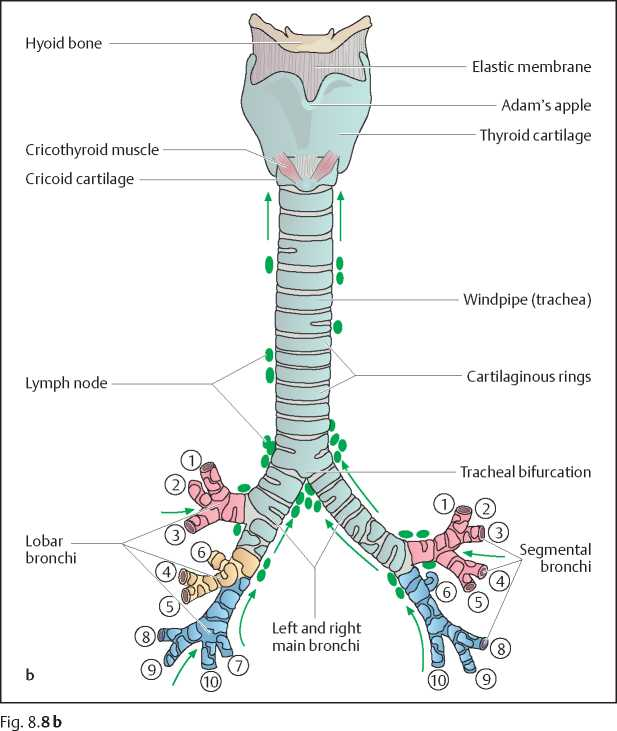 Hyoid bone
Elastic membrane
Adam's apple
Thyroid cartilage
Cricothyroid muscle
Cricoid cartilage
Windpipe (trachea)
Lymph node
Cartilaginous rings
Tracheal bifurcation
1
2
3
Lobar
bronchi
6
4
5
8
9
10
7
Left and right
main bronchi
1
2
3
4
5
6
8
9
10
Segmental
bronchi
b
Fig. 8.8 b